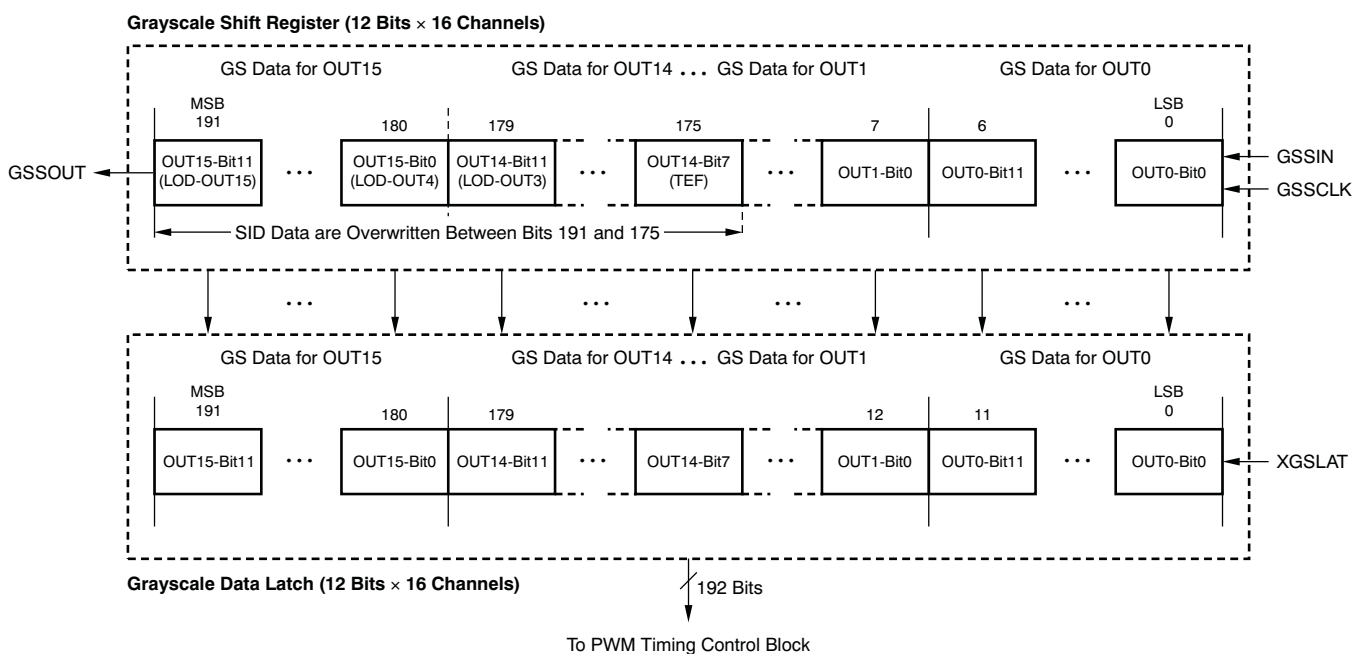 Grayscale Shift Register (12 Bits × 16 Channels)
GS Data for OUT15 GS Data for OUT14 ... GS Data for OUT1 GS Data for OUT0
MSB LSB
191 180 179 175 7 6 0
OUT15-Bit11 ... OUT15-Bit0 OUT14-Bit11 ... OUT14-Bit7 ... OUT1-Bit0 OUT0-Bit11 ... OUT0-Bit0
(LOD-OUT15) (LOD-OUT4) (LOD-OUT3) (TEF)
GSSOUT
GSSIN
GSSCLK
SID Data are Overwritten Between Bits 191 and 175
... ... ... ...
GS Data for OUT15 GS Data for OUT14 ... GS Data for OUT1 GS Data for OUT0
MSB LSB
191 180 179 12 11 0
OUT15-Bit11 ... OUT15-Bit0 OUT14-Bit11 ... OUT14-Bit7 ... OUT1-Bit0 OUT0-Bit11 ... OUT0-Bit0
XGSLAT
Grayscale Data Latch (12 Bits × 16 Channels)
192 Bits
To PWM Timing Control Block